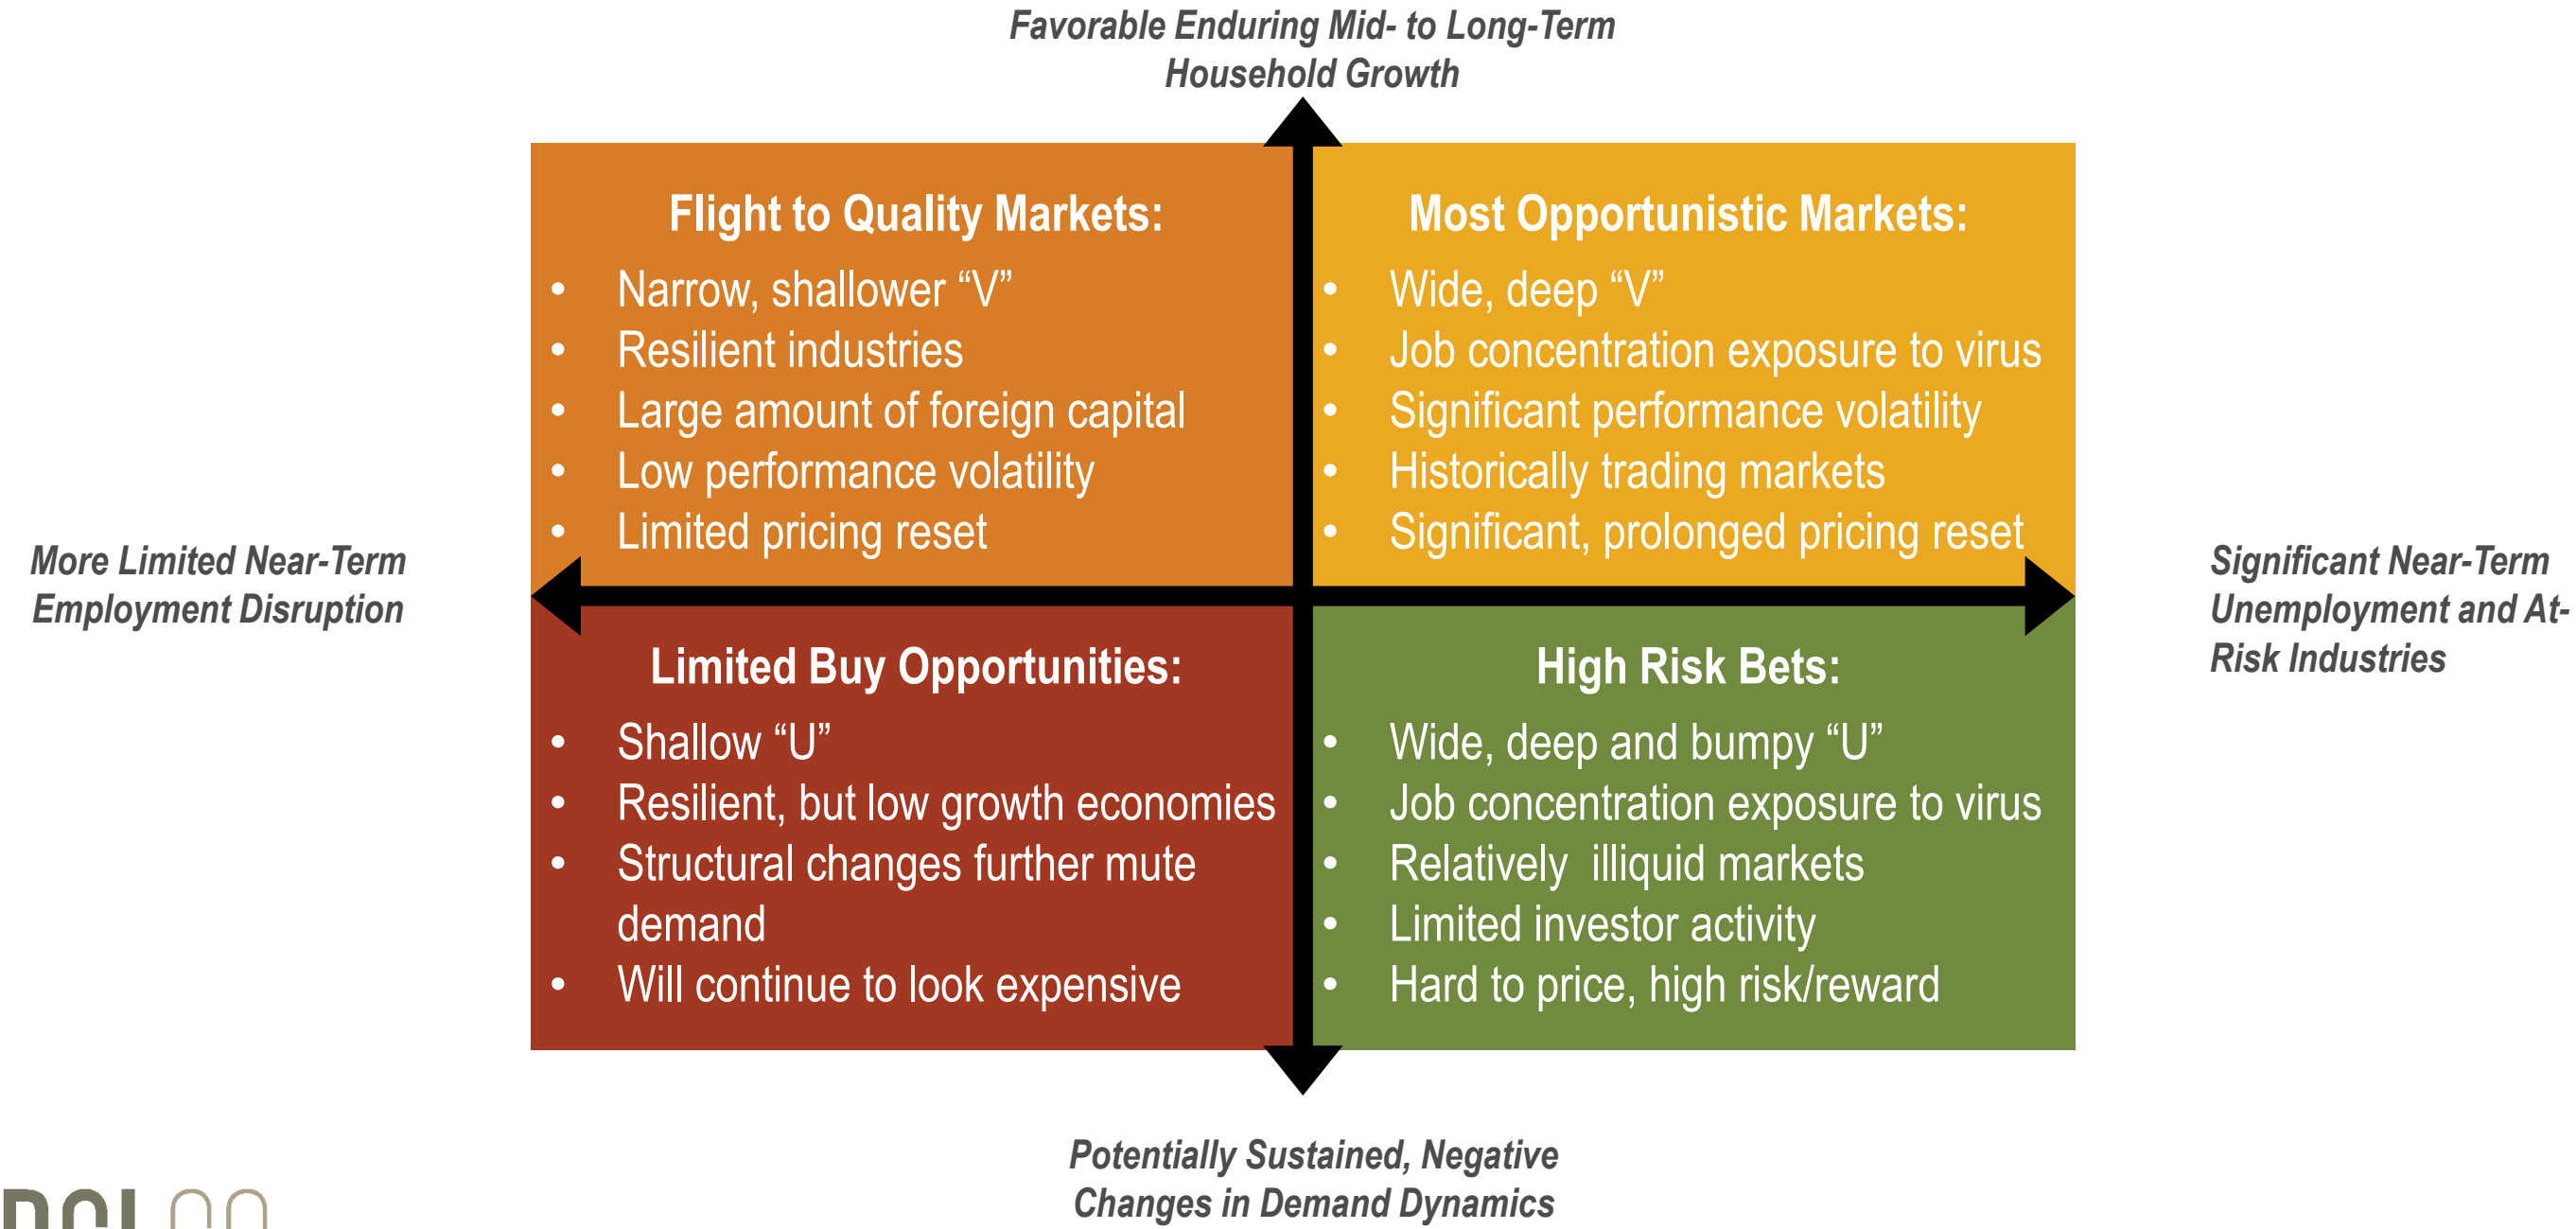 Favorable Enduring Mid- to Long-Term
Household Growth
Flight to Quality Markets:
• Narrow, shallower “V”
• Resilient industries
• Large amount of foreign capital
• Low performance volatility
• Limited pricing reset
Most Opportunistic Markets:
• Wide, deep “V”
• Job concentration exposure to virus
• Significant performance volatility
• Historically trading markets
• Significant, prolonged pricing reset
More Limited Near-Term
Employment Disruption
Significant Near-Term
Unemployment and At-
Risk Industries
Limited Buy Opportunities:
• Shallow “U”
• Resilient, but low growth economies
• Structural changes further mute
demand
• Will continue to look expensive
High Risk Bets:
• Wide, deep and bumpy “U”
• Job concentration exposure to virus
• Relatively  illiquid markets
• Limited investor activity
• Hard to price, high risk/reward
Potentially Sustained, Negative
Changes in Demand Dynamics